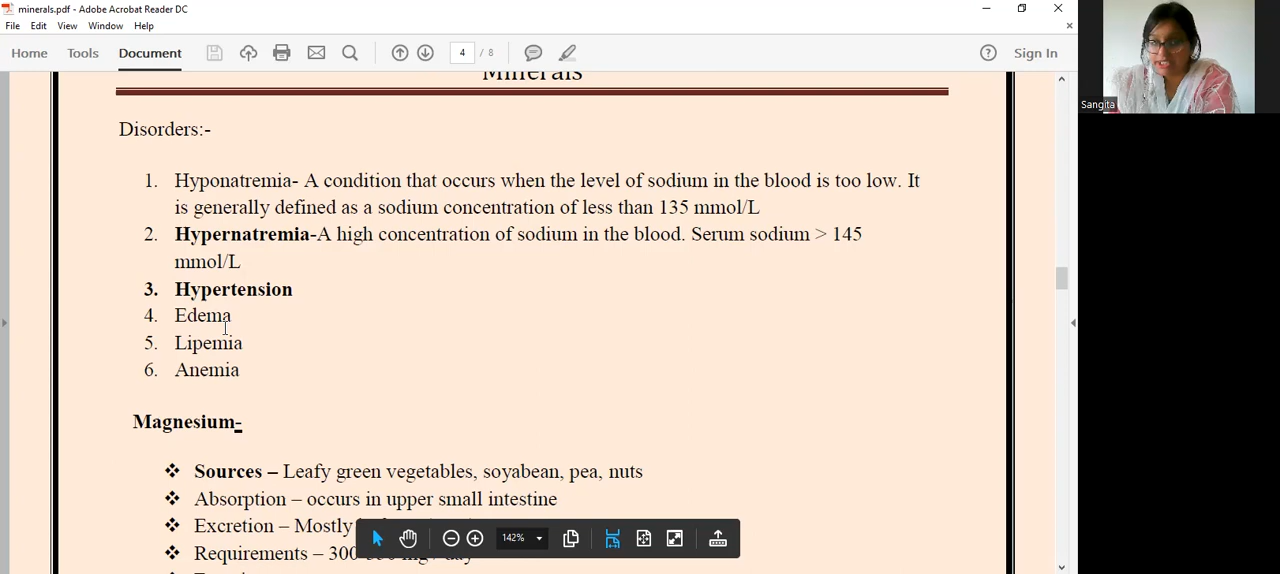 minerals.pdf - Adobe Acrobat Reader DC
File Edit View Window Help
Home Tools Document 4 / 8 Sign In
Minerals
Disorders:-
1. Hyponatremia- A condition that occurs when the level of sodium in the blood is too low. It
is generally defined as a sodium concentration of less than 135 mmol/L
2. Hypernatremia-A high concentration of sodium in the blood. Serum sodium > 145
mmol/L
3. Hypertension
4. Edema
5. Lipemia
6. Anemia
Magnesium-
❖ Sources – Leafy green vegetables, soyabean, pea, nuts
❖ Absorption – occurs in upper small intestine
❖ Excretion – Mostly
❖ Requirements – 300
142%
Sangita